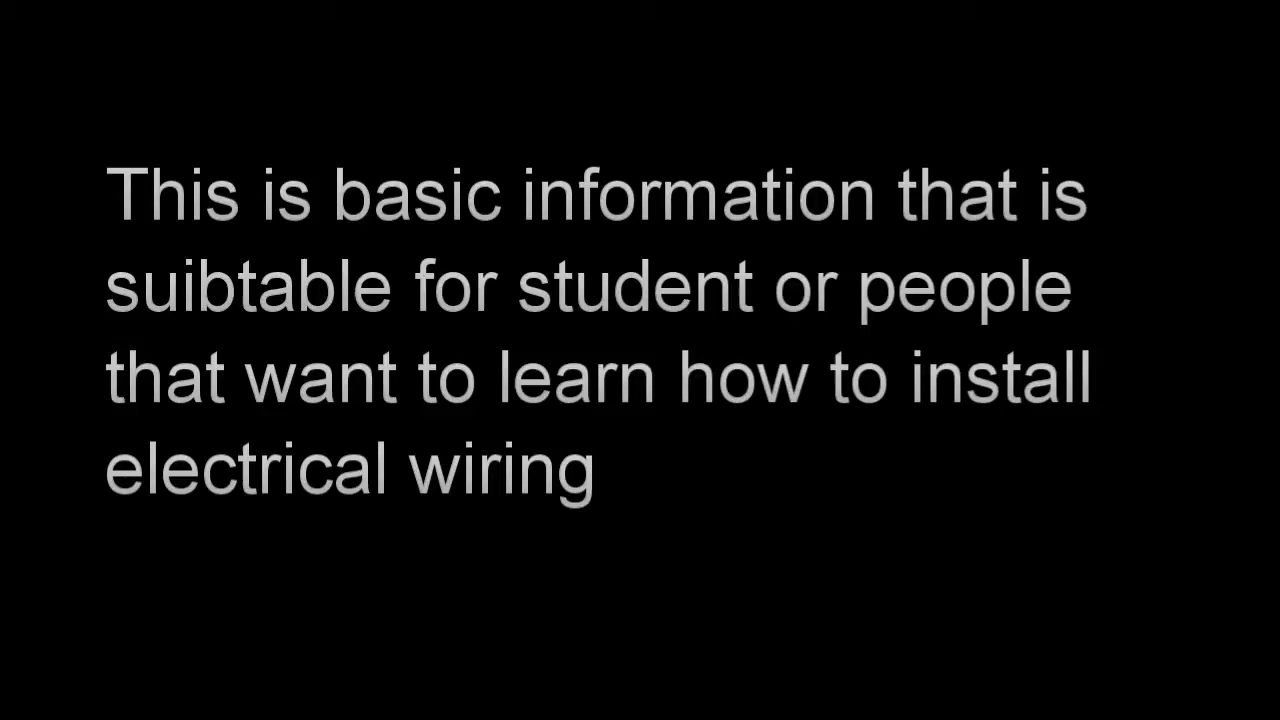 This is basic information that is
suibtable for student or people
that want to learn how to install
electrical wiring